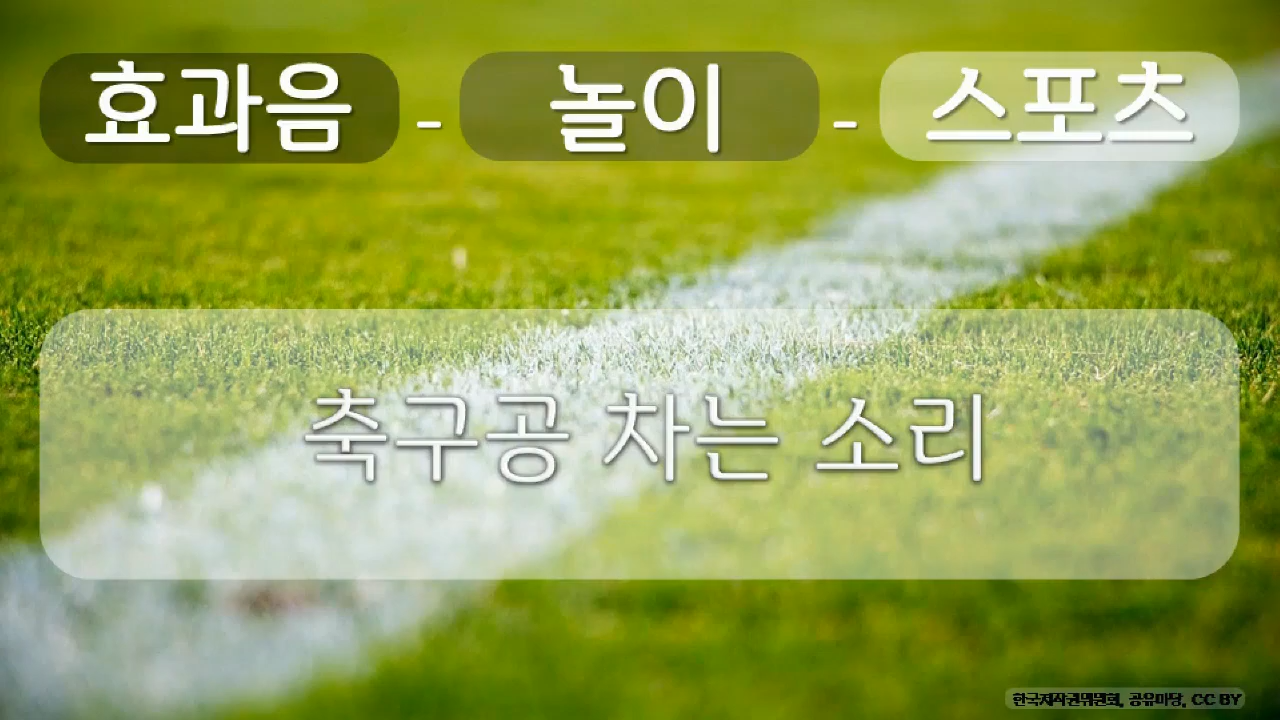 효과음 - 놀이 - 스포츠
축구공 차는 소리
한국저작권위원회, 공유마당, CC BY